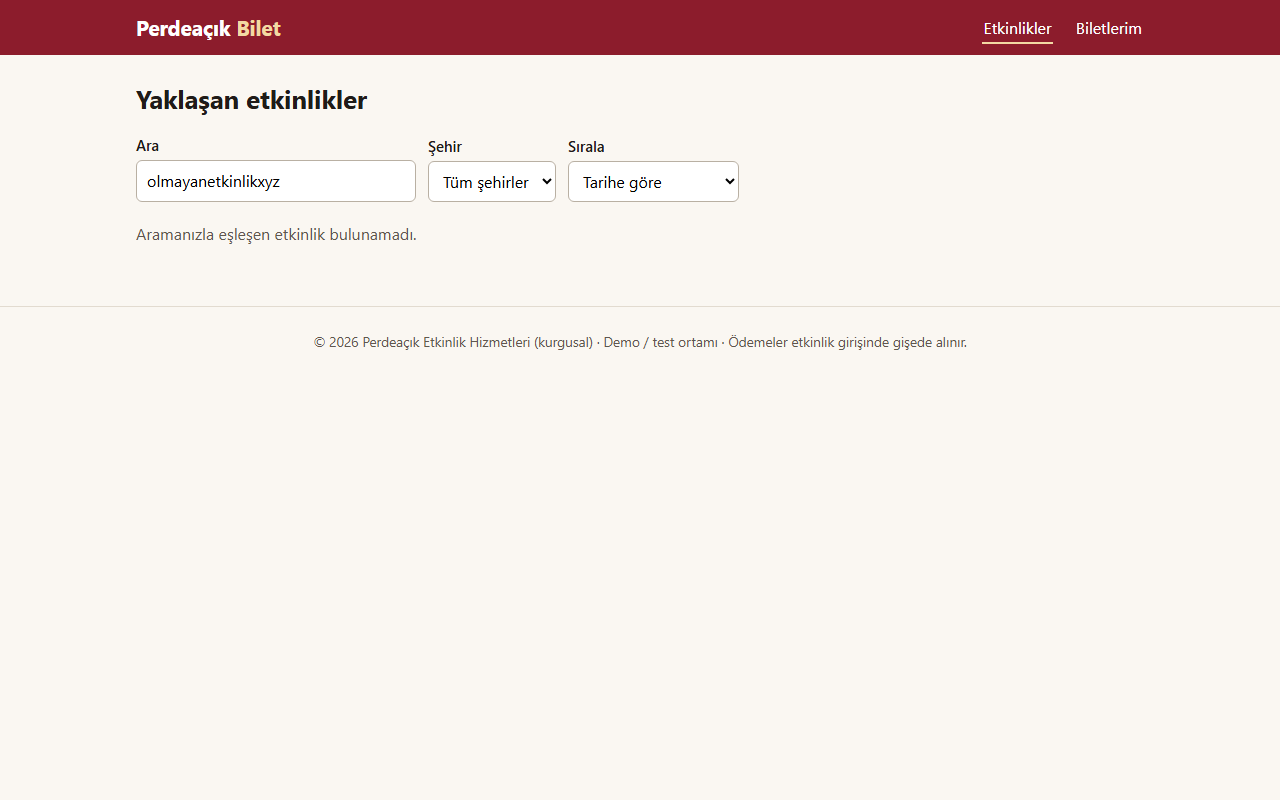 Perdeaçık Bilet
Etkinlikler
Biletlerim
Yaklaşan etkinlikler
Ara
Şehir
Sırala
olmayanetkinlikxyz
Tüm şehirler
Tarihe göre
Aramanızla eşleşen etkinlik bulunamadı.
© 2026 Perdeaçık Etkinlik Hizmetleri (kurgusal) · Demo / test ortamı · Ödemeler etkinlik girişinde gişede alınır.